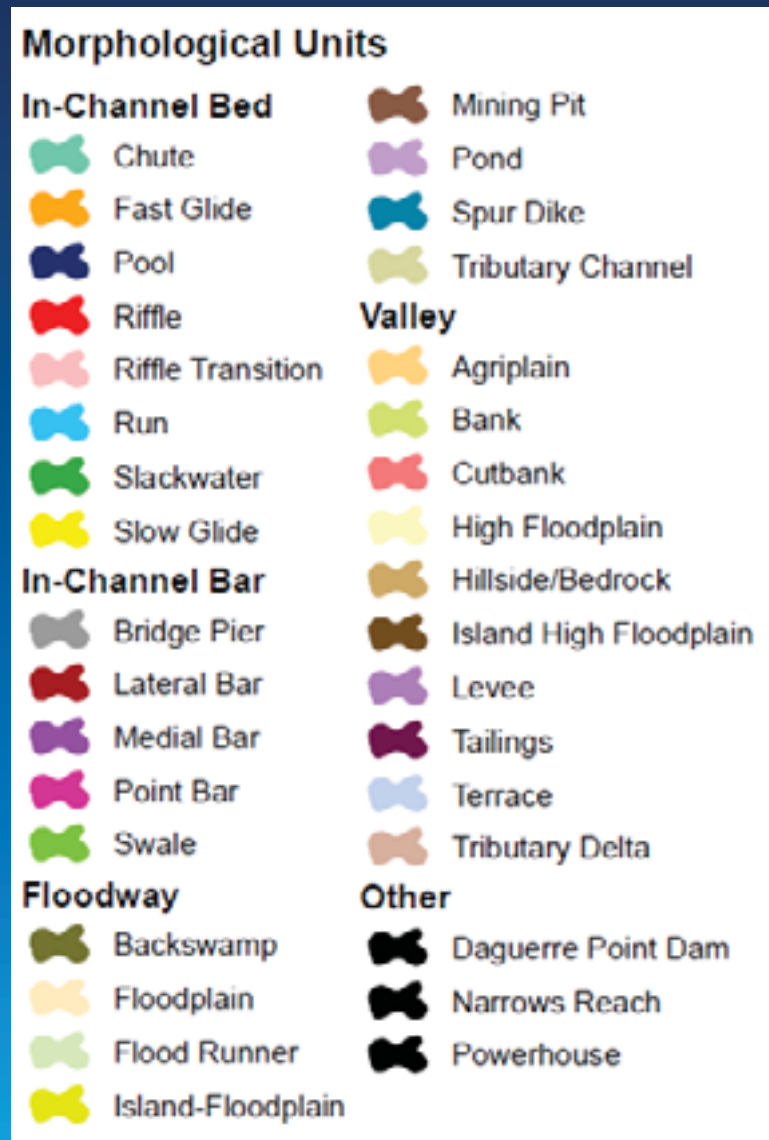 Morphological Units
In-Channel Bed
Chute
Fast Glide
Pool
Riffle
Riffle Transition
Run
Slackwater
Slow Glide
In-Channel Bar
Bridge Pier
Lateral Bar
Medial Bar
Point Bar
Swale
Floodway
Backswamp
Floodplain
Flood Runner
Island-Floodplain
Mining Pit
Pond
Spur Dike
Tributary Channel
Valley
Agriplain
Bank
Cutbank
High Floodplain
Hillside/Bedrock
Island High Floodplain
Levee
Tailings
Terrace
Tributary Delta
Other
Daguerre Point Dam
Narrows Reach
Powerhouse